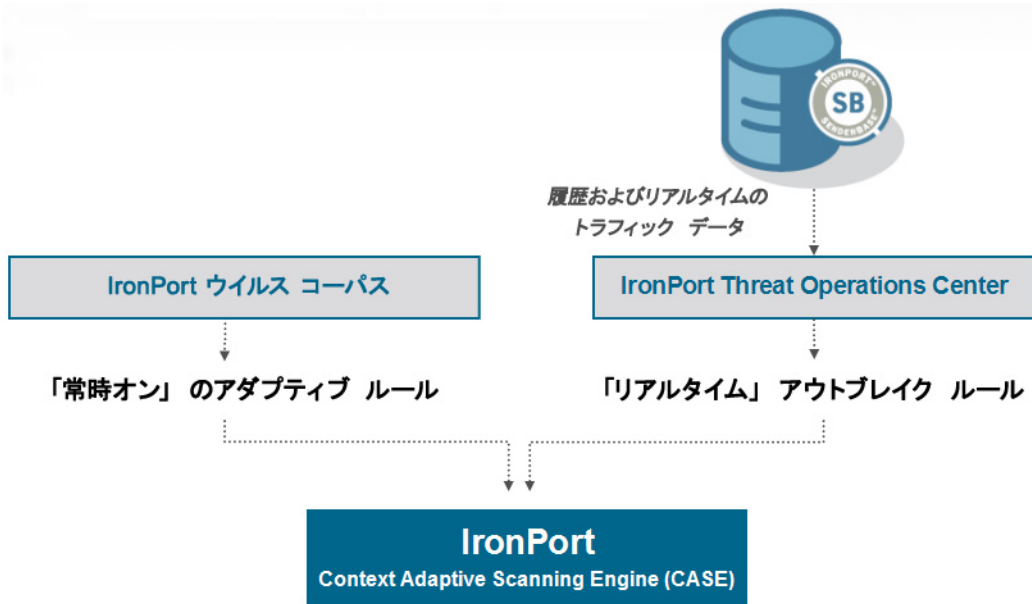 IRONPORT™
SB
SENDERBASE™
履歴およびリアルタイムの
トラフィック データ
IronPort ウイルス コーパス
IronPort Threat Operations Center
「常時オン」 のアダプティブ ルール
「リアルタイム」 アウトブレイク ルール
IronPort
Context Adaptive Scanning Engine (CASE)